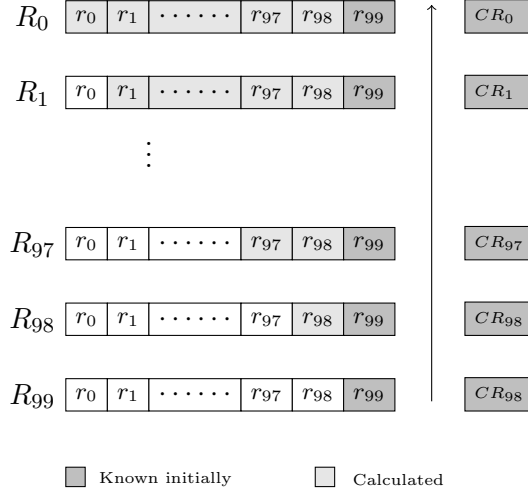 R0 r0 r1 ⋯⋯ r97 r98 r99 CR0
R1 r0 r1 ⋯⋯ r97 r98 r99 CR1
⋮
R97 r0 r1 ⋯⋯ r97 r98 r99 CR97
R98 r0 r1 ⋯⋯ r97 r98 r99 CR98
R99 r0 r1 ⋯⋯ r97 r98 r99 CR98
Known initially Calculated